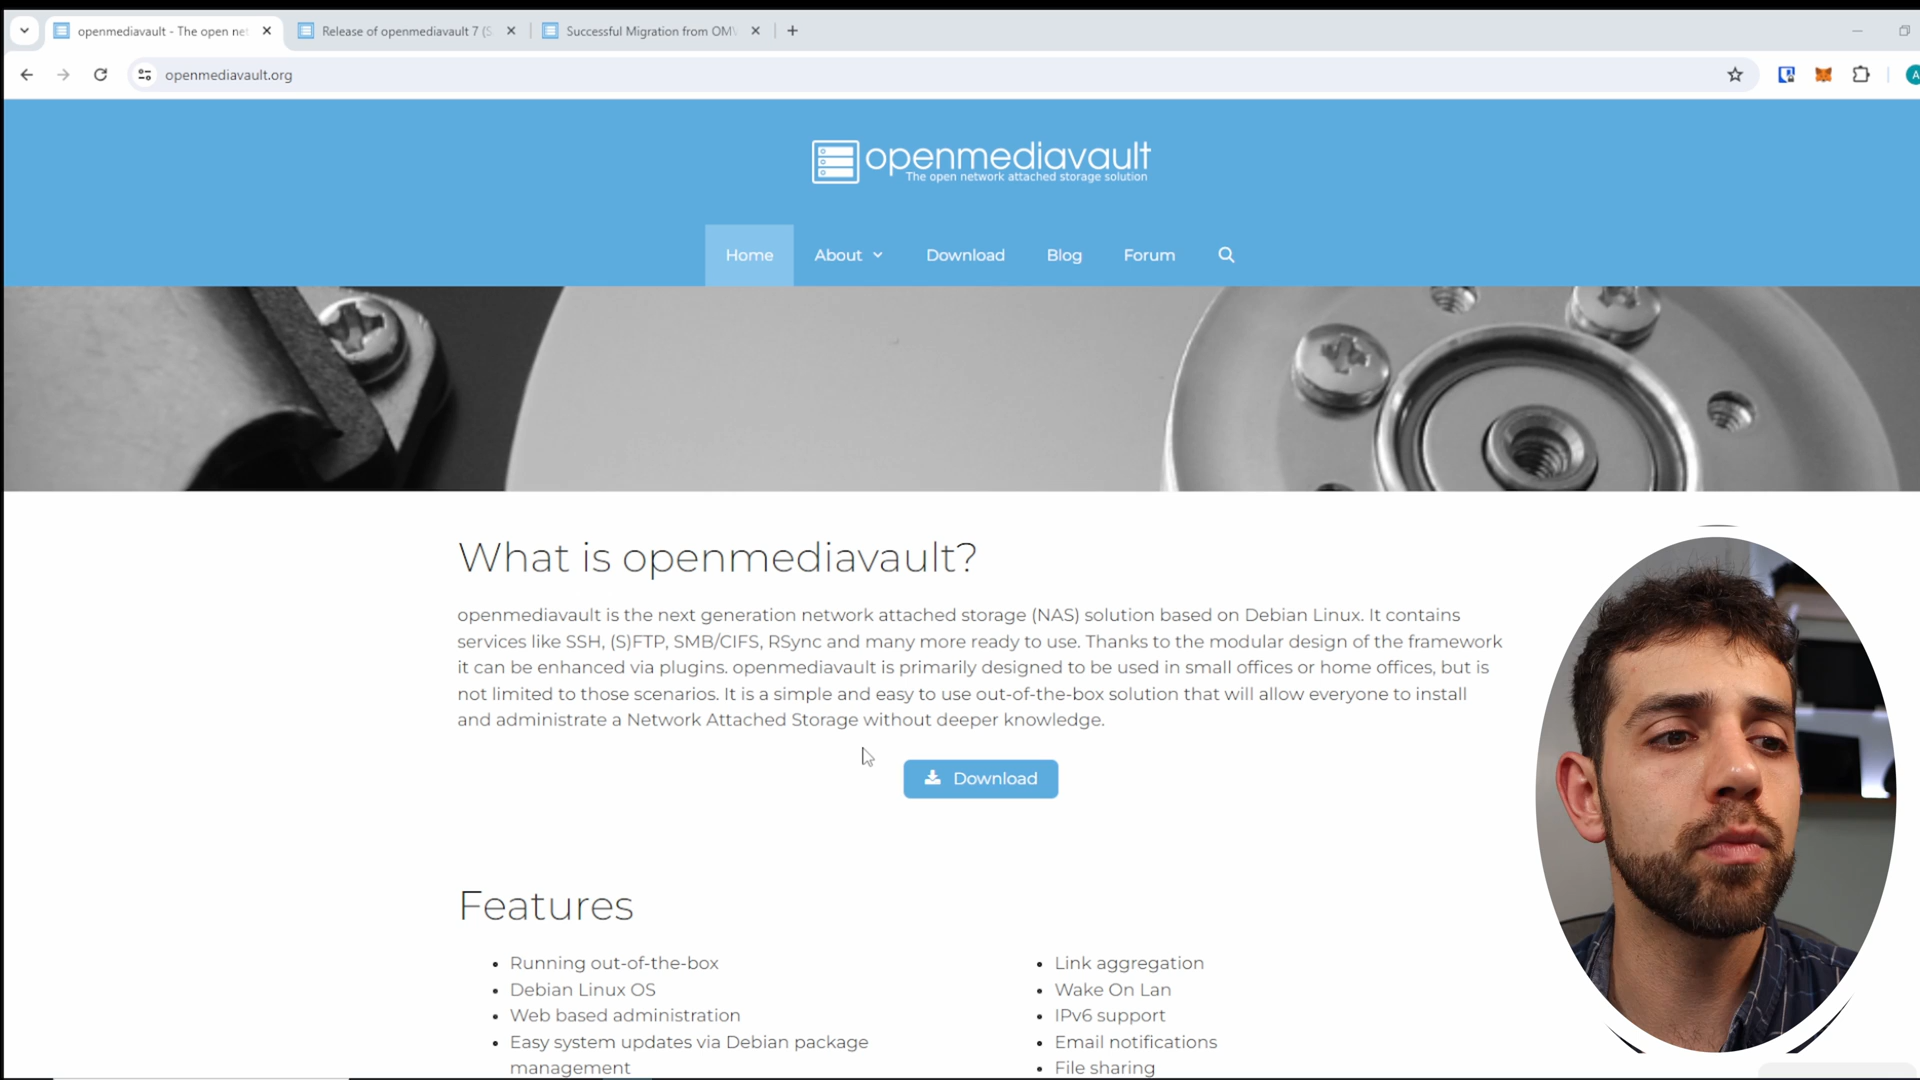 openmediavault - The open net
Release of openmediavault 7 (S
Successful Migration from OMV
openmediavault.org
A
openmediavault
The open network attached storage solution
Home
About
Download
Blog
Forum
What is openmediavault?
openmediavault is the next generation network attached storage (NAS) solution based on Debian Linux. It contains
services like SSH, (S)FTP, SMB/CIFS, RSync and many more ready to use. Thanks to the modular design of the framework
it can be enhanced via plugins. openmediavault is primarily designed to be used in small offices or home offices, but is
not limited to those scenarios. It is a simple and easy to use out-of-the-box solution that will allow everyone to install
and administrate a Network Attached Storage without deeper knowledge.
Download
Features
• Running out-of-the-box
• Debian Linux OS
• Web based administration
• Easy system updates via Debian package
management
• Link aggregation
• Wake On Lan
• IPv6 support
• Email notifications
• File sharing